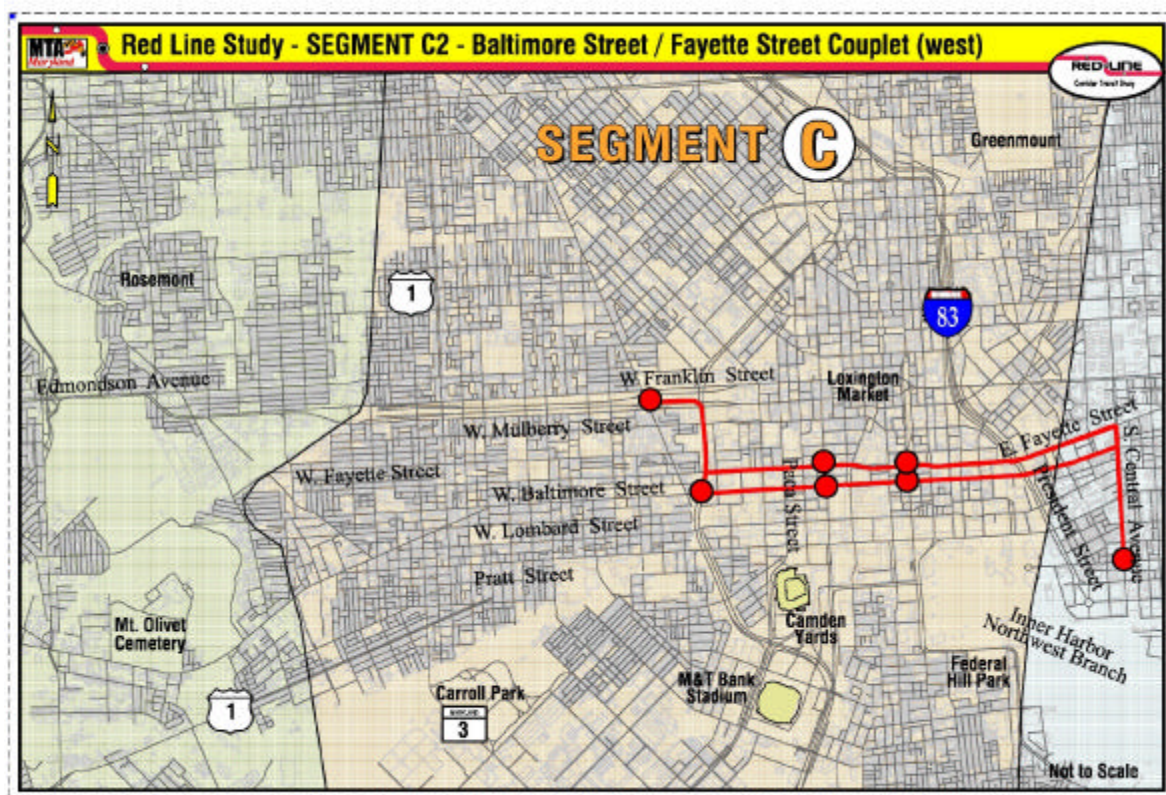 MTA
Maryland
Red Line Study - SEGMENT C2 - Baltimore Street / Fayette Street Couplet (west)
RED LINE
Corridor Transit Study
SEGMENT C
Greenmount
N
Rosemont
1
83
Edmondson Avenue
W. Franklin Street
Loxington
Market
W. Mulberry Street
E. Fayette Street
S. Central Avenue
W. Fayette Street
W. Baltimore Street
Paca Street
President Street
W. Lombard Street
Pratt Street
Mt. Olivet
Cemetery
Camden
Yards
Inner Harbor
Northwest Branch
Carroll Park
M&T Bank
Stadium
Federal
Hill Park
1
MARYLAND
3
Not to Scale